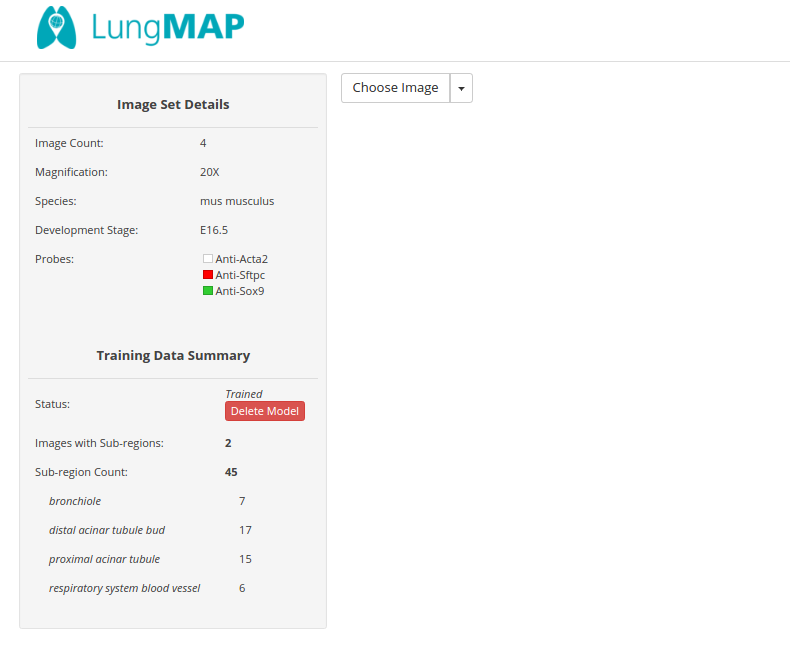 LungMAP
Choose Image
Image Set Details
Image Count: 4
Magnification: 20X
Species: mus musculus
Development Stage: E16.5
Probes: Anti-Acta2
Anti-Sftpc
Anti-Sox9
Training Data Summary
Status: Trained
Delete Model
Images with Sub-regions: 2
Sub-region Count: 45
bronchiole 7
distal acinar tubule bud 17
proximal acinar tubule 15
respiratory system blood vessel 6